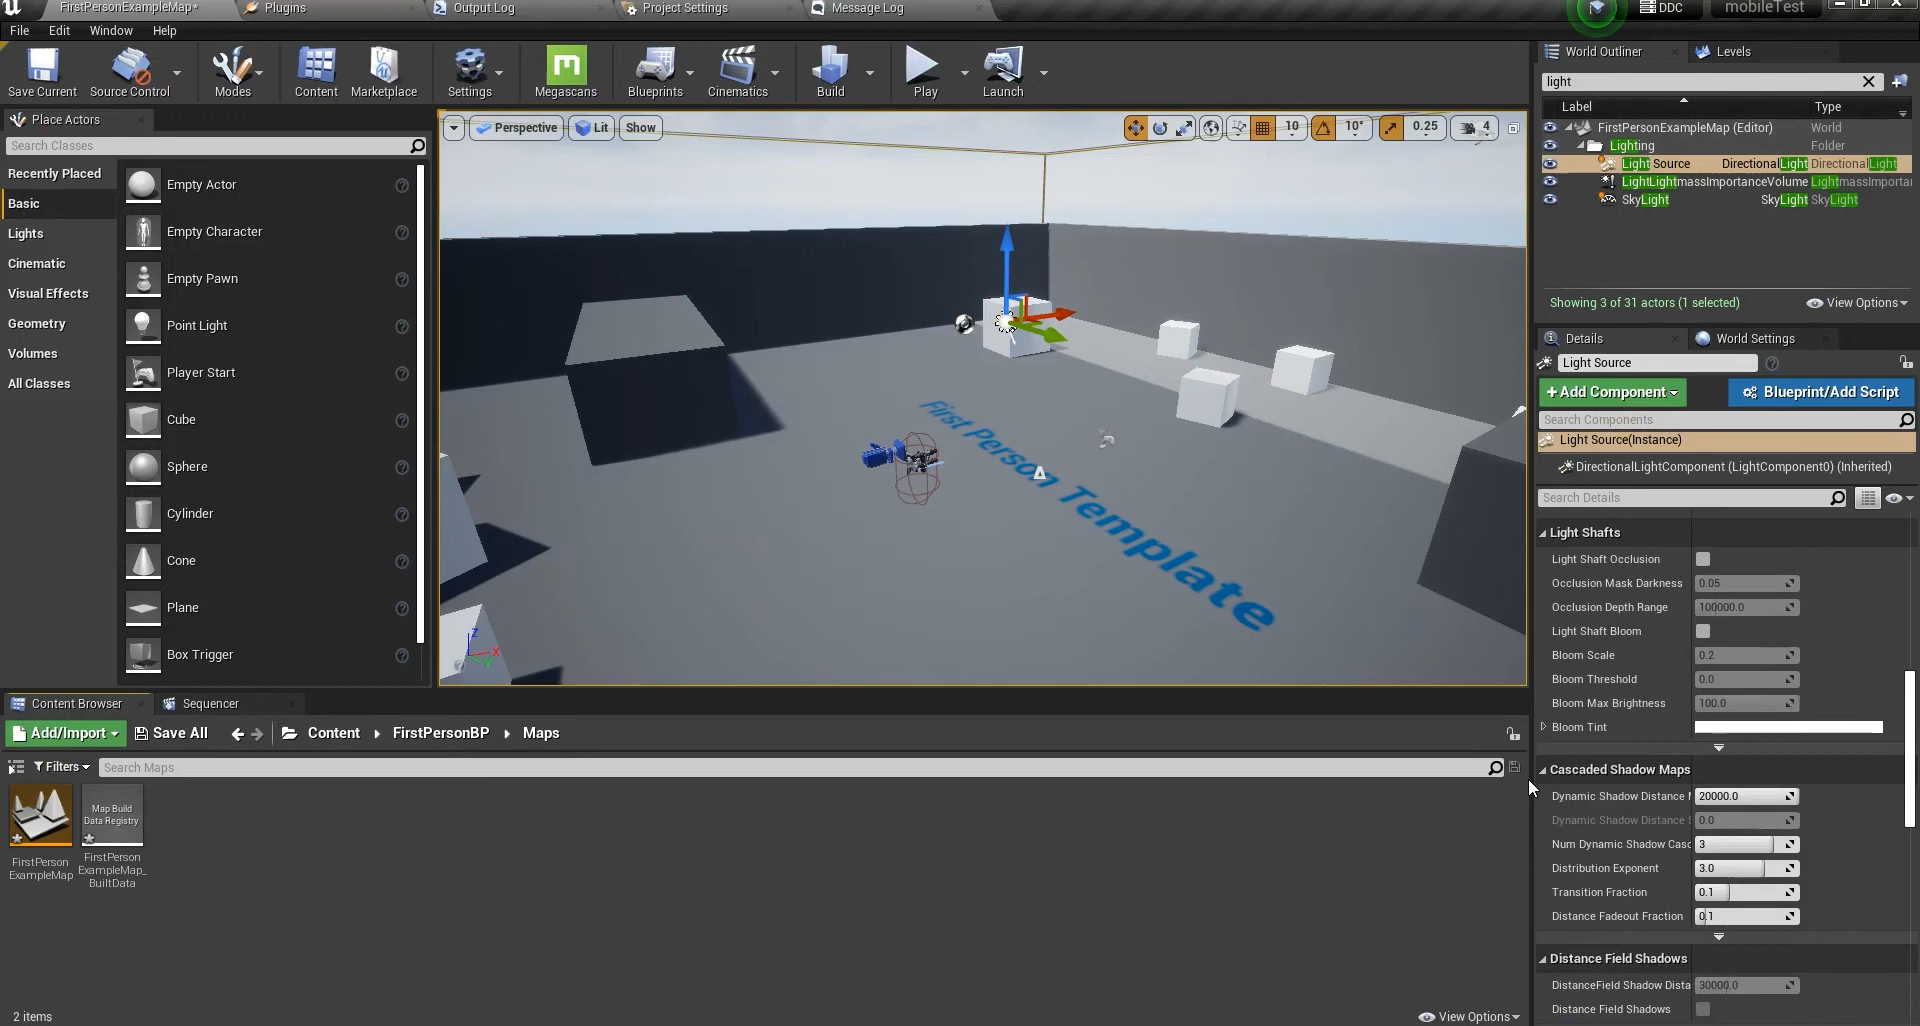 FirstPersonExampleMap*
Plugins
Output Log
Project Settings
Message Log
DDC
mobileTest
File
Edit
Window
Help
Save Current
Source Control
Modes
Content
Marketplace
Settings
Megascans
Blueprints
Cinematics
Build
Play
Launch
Place Actors
Search Classes
Recently Placed
Basic
Lights
Cinematic
Visual Effects
Geometry
Volumes
All Classes
Empty Actor
Empty Character
Empty Pawn
Point Light
Player Start
Cube
Sphere
Cylinder
Cone
Plane
Box Trigger
Perspective
Lit
Show
10
10°
0.25
4
First Person Template
Z
X
Y
World Outliner
Levels
light
Label
Type
FirstPersonExampleMap (Editor) World
Lighting Folder
Light Source DirectionalLight DirectionalLight
LightLightmassImportanceVolume LightmassImporta
SkyLight SkyLight SkyLight
Showing 3 of 31 actors (1 selected)
View Options
Details
World Settings
Light Source
+Add Component
Blueprint/Add Script
Search Components
Light Source(Instance)
DirectionalLightComponent (LightComponent0) (Inherited)
Search Details
Light Shafts
Light Shaft Occlusion
Occlusion Mask Darkness 0.05
Occlusion Depth Range 100000.0
Light Shaft Bloom
Bloom Scale 0.2
Bloom Threshold 0.0
Bloom Max Brightness 100.0
Bloom Tint
Cascaded Shadow Maps
Dynamic Shadow Distance M 20000.0
Dynamic Shadow Distance S 0.0
Num Dynamic Shadow Casc 3
Distribution Exponent 3.0
Transition Fraction 0.1
Distance Fadeout Fraction 0.1
Distance Field Shadows
DistanceField Shadow Dista 30000.0
Distance Field Shadows
Content Browser
Sequencer
Add/Import
Save All
Content
FirstPersonBP
Maps
Filters
Search Maps
Map Build
Data Registry
FirstPerson
ExampleMap
FirstPerson
ExampleMap_
BuiltData
2 items
View Options